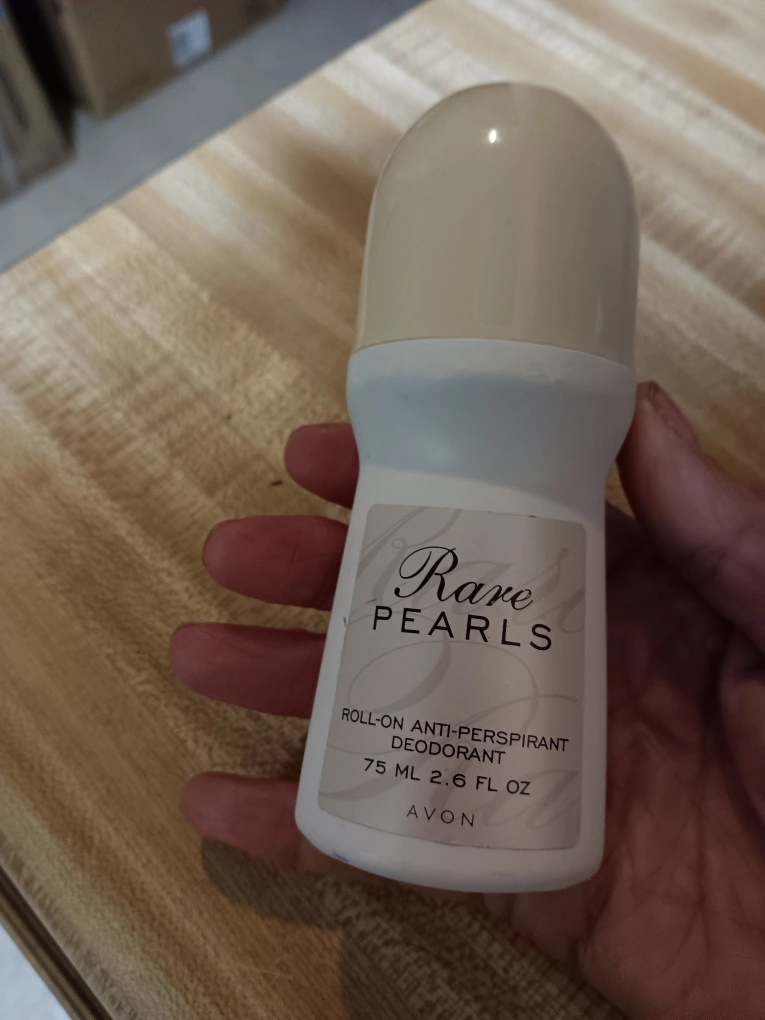 Rare
PEARLS
ROLL-ON ANTI-PERSPIRANT
DEODORANT
75 ML 2.6 FL OZ
AVON